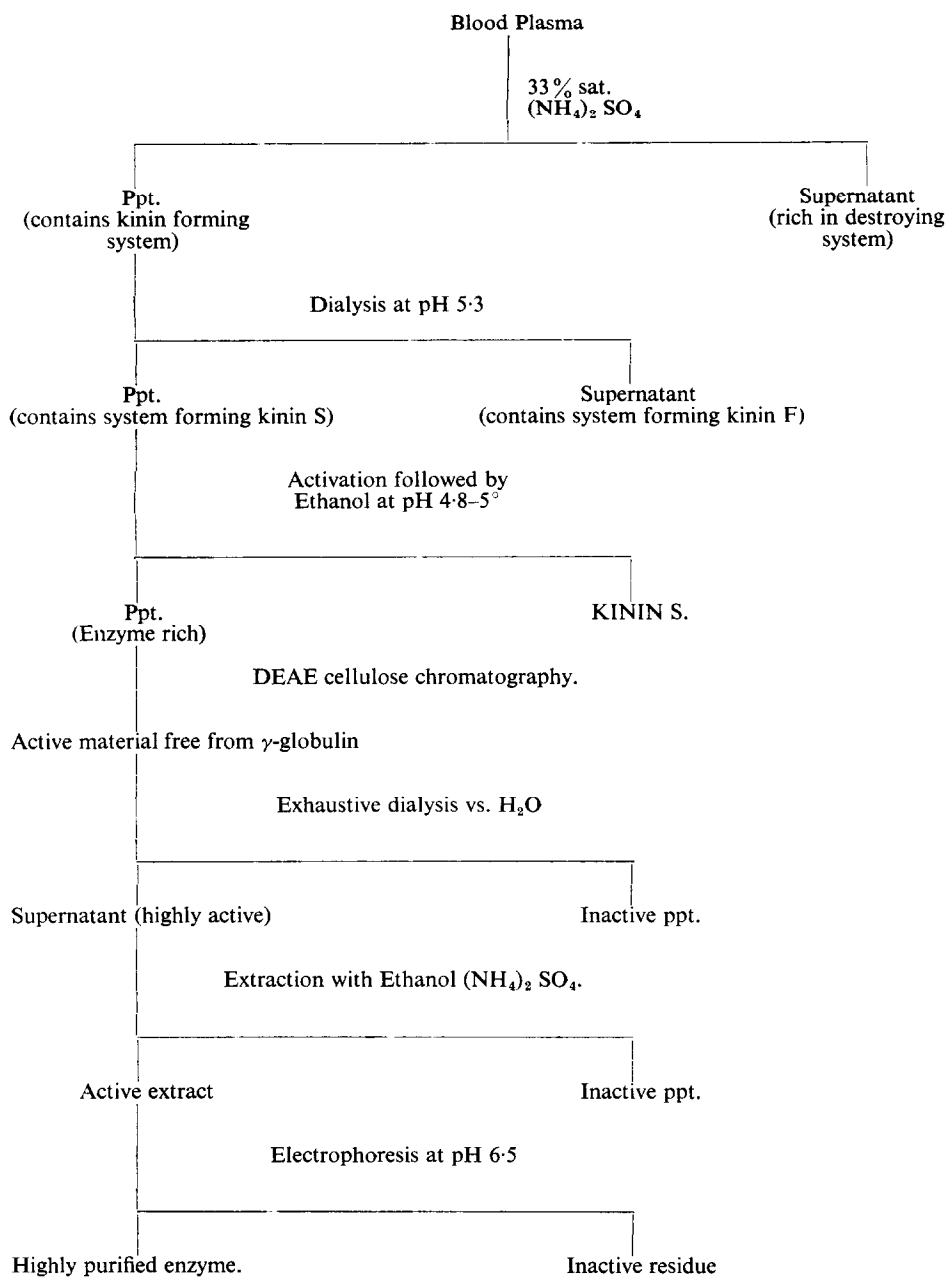 Blood Plasma
33% sat.
(NH₄)₂ SO₄
Ppt.
(contains kinin forming
system)
Supernatant
(rich in destroying
system)
Dialysis at pH 5·3
Ppt.
(contains system forming kinin S)
Supernatant
(contains system forming kinin F)
Activation followed by
Ethanol at pH 4·8–5°
Ppt.
(Enzyme rich)
KININ S.
DEAE cellulose chromatography.
Active material free from γ-globulin
Exhaustive dialysis vs. H₂O
Supernatant (highly active)
Inactive ppt.
Extraction with Ethanol (NH₄)₂ SO₄.
Active extract
Inactive ppt.
Electrophoresis at pH 6·5
Highly purified enzyme.
Inactive residue